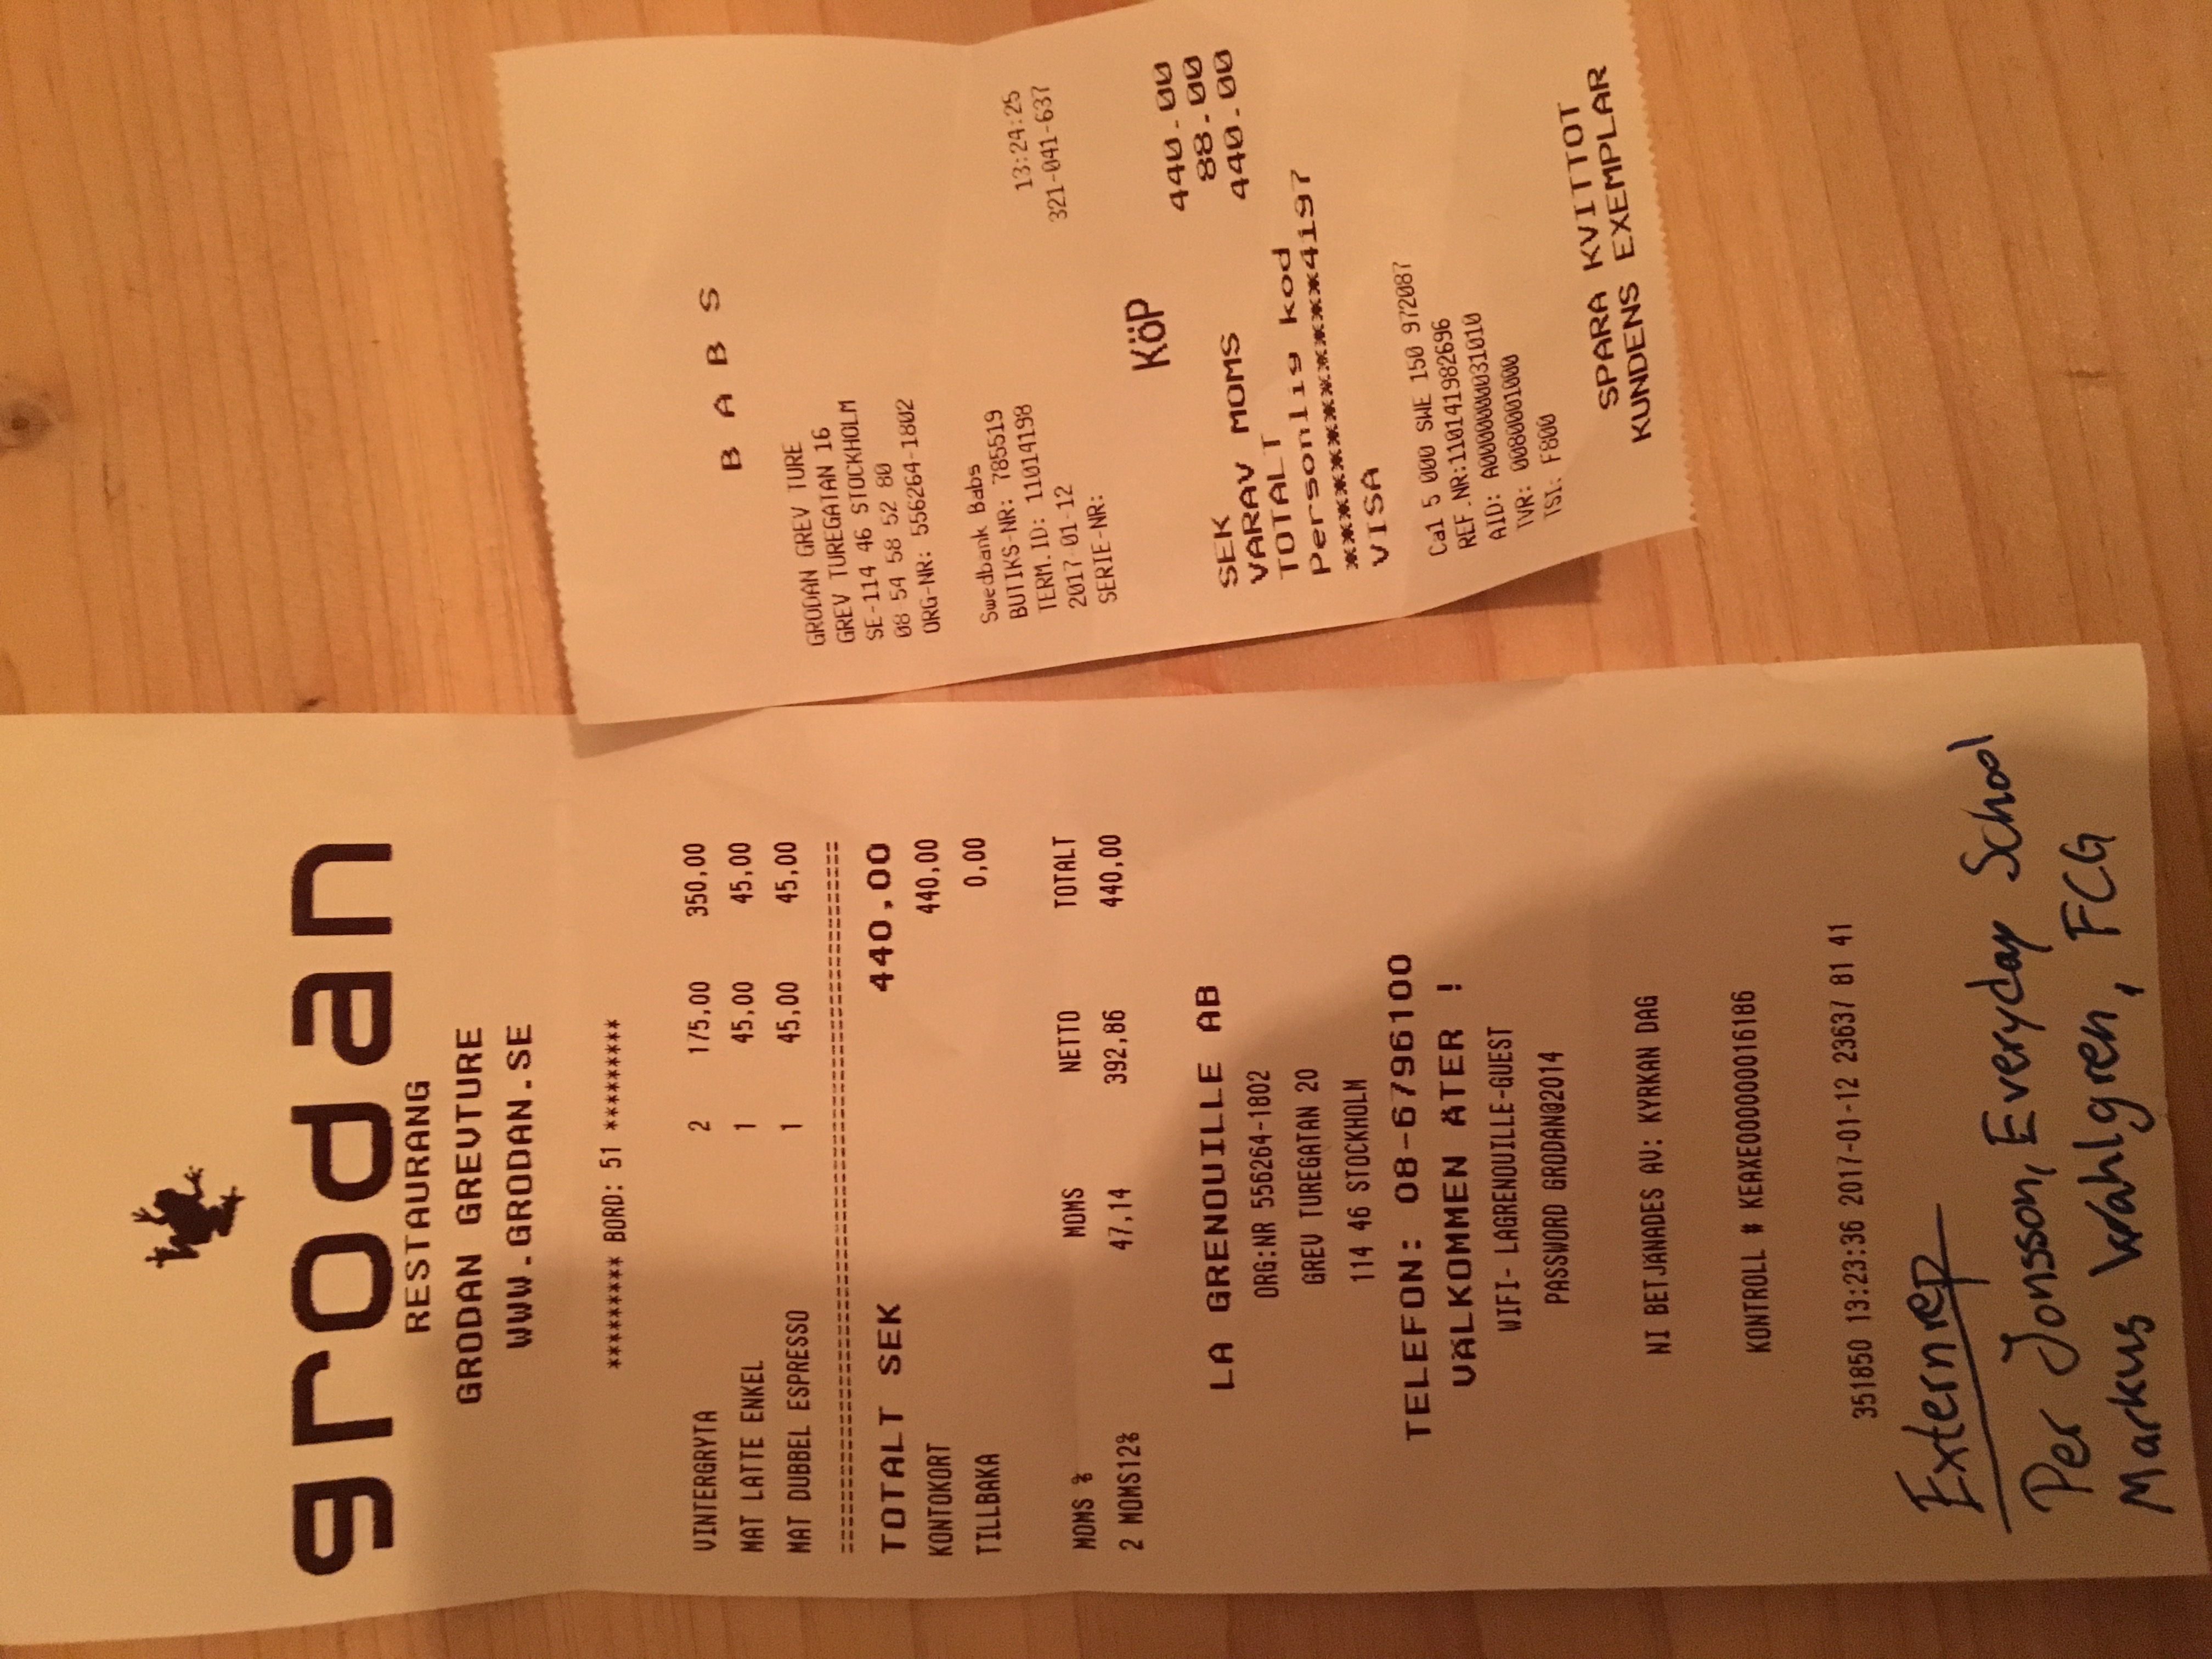 grodan
RESTAURANG
GRODAN GREVTURE
WWW.GRODAN.SE
********* BORD: 51 *********
VINTERGRYTA 2 175,00 350,00
MAT LATTE ENKEL 1 45,00 45,00
MAT DUBBEL ESPRESSO 1 45,00 45,00
TOTALT SEK 440,00
KONTOKORT 440,00
TILLBAKA 0,00
MOMS % MOMS NETTO TOTALT
2 MOMS12% 47,14 392,86 440,00
LA GRENOUILLE AB
ORG:NR 556264-1802
GREV TUREGATAN 20
114 46 STOCKHOLM
TELEFON: 08-6796100
VÄLKOMMEN ÄTER !
WIFI- LAGRENOUILLE-GUEST
PASSWORD GRODAN@2014
NI BETJÄNADES AV: KYRKAN DAG
KONTROLL # KEAXE000000016186
351850 13:23:36 2017-01-12 23637 81 41
Externrep
Per Jonsson, Everyday School
Markus Wahlgren, FCG
B A B S
GRODAN GREV TURE
GREV TUREGATAN 16
SE-114 46 STOCKHOLM
08 54 58 52 80
ORG-NR: 556264-1802
Swedbank Babs
BUTIKS-NR: 785519
TERM.ID: 11014198 13:24:25
2017-01-12 321-041-637
SERIE-NR:
KöP
SEK 440.00
VARAV MOMS 88.00
TOTALT 440.00
Personlig kod
************4197
VISA
Ca1 5 000 SWE 150 972087
REF.NR:110141982696
AID: A0000000031010
TVR: 0080001000
TSI: F800
SPARA KVITTOT
KUNDENS EXEMPLAR